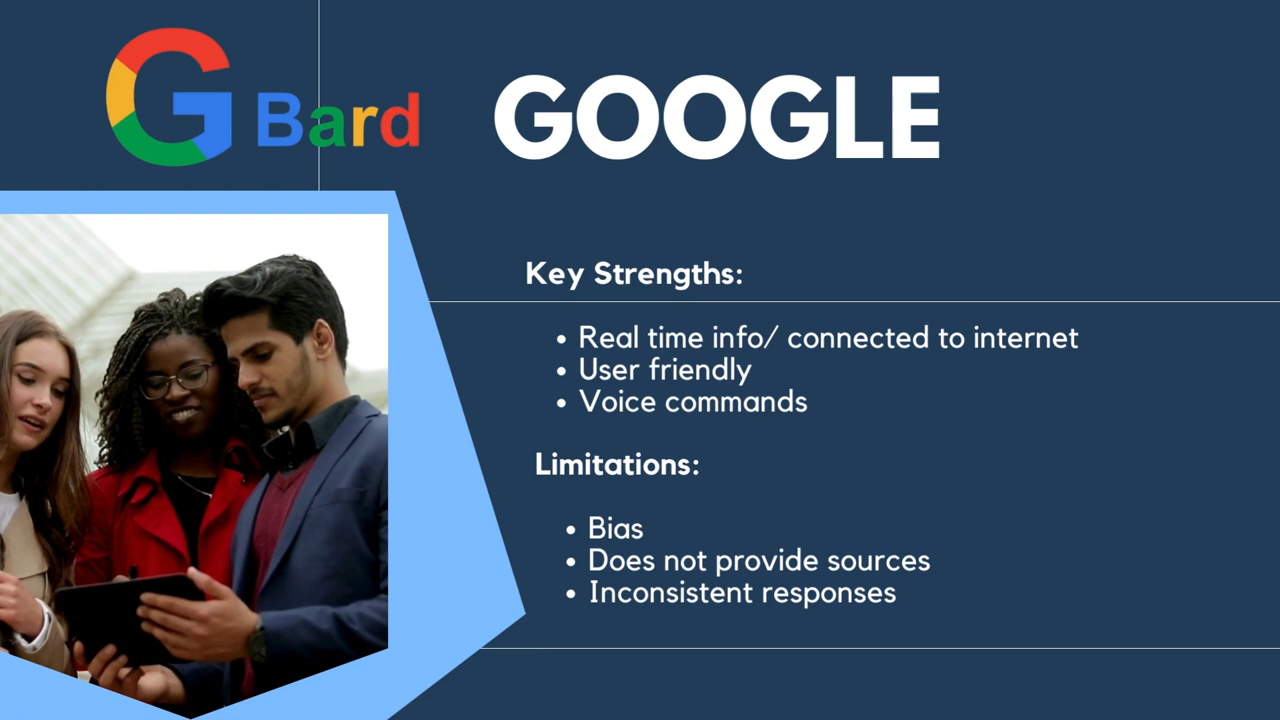 G Bard
GOOGLE
Key Strengths:
• Real time info/ connected to internet
• User friendly
• Voice commands
Limitations:
• Bias
• Does not provide sources
• Inconsistent responses